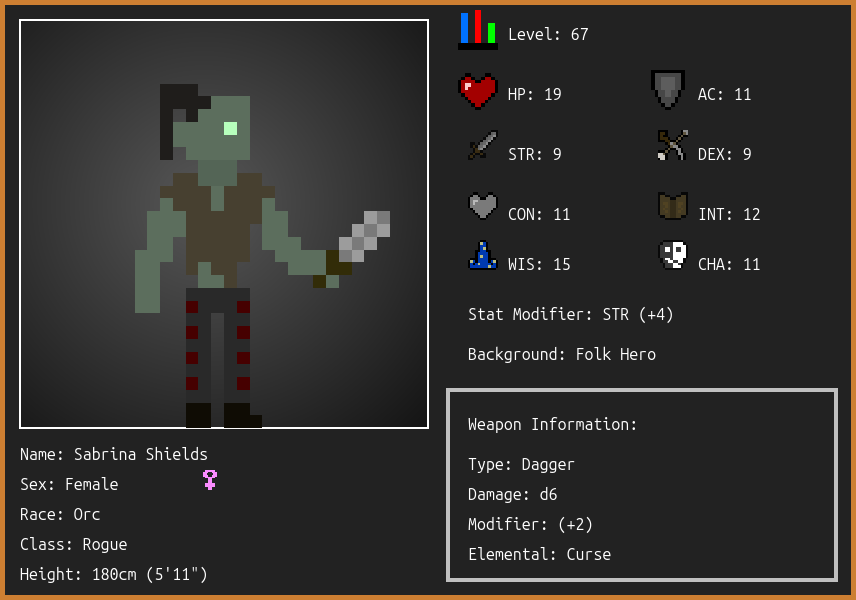 Level: 67
HP: 19
AC: 11
STR: 9
DEX: 9
CON: 11
INT: 12
WIS: 15
CHA: 11
Stat Modifier: STR (+4)
Background: Folk Hero
Weapon Information:
Type: Dagger
Damage: d6
Modifier: (+2)
Elemental: Curse
Name: Sabrina Shields
Sex: Female
Race: Orc
Class: Rogue
Height: 180cm (5'11")